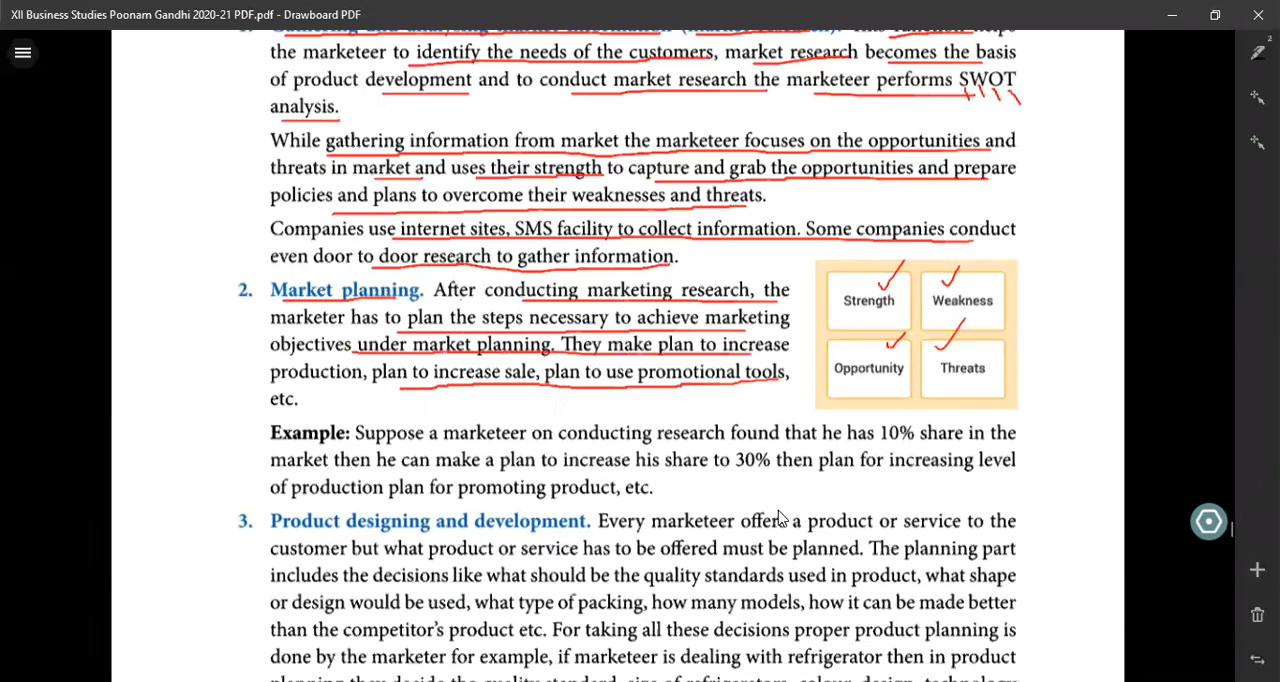 XII Business Studies Poonam Gandhi 2020-21 PDF.pdf - Drawboard PDF
2
the marketeer to identify the needs of the customers, market research becomes the basis
of product development and to conduct market research the marketeer performs SWOT
analysis.
While gathering information from market the marketeer focuses on the opportunities and
threats in market and uses their strength to capture and grab the opportunities and prepare
policies and plans to overcome their weaknesses and threats.
Companies use internet sites, SMS facility to collect information. Some companies conduct
even door to door research to gather information.
2. Market planning. After conducting marketing research, the
marketer has to plan the steps necessary to achieve marketing
objectives under market planning. They make plan to increase
production, plan to increase sale, plan to use promotional tools,
etc.
Strength Weakness
Opportunity Threats
Example: Suppose a marketeer on conducting research found that he has 10% share in the
market then he can make a plan to increase his share to 30% then plan for increasing level
of production plan for promoting product, etc.
3. Product designing and development. Every marketeer offers a product or service to the
customer but what product or service has to be offered must be planned. The planning part
includes the decisions like what should be the quality standards used in product, what shape
or design would be used, what type of packing, how many models, how it can be made better
than the competitor's product etc. For taking all these decisions proper product planning is
done by the marketer for example, if marketeer is dealing with refrigerator then in product